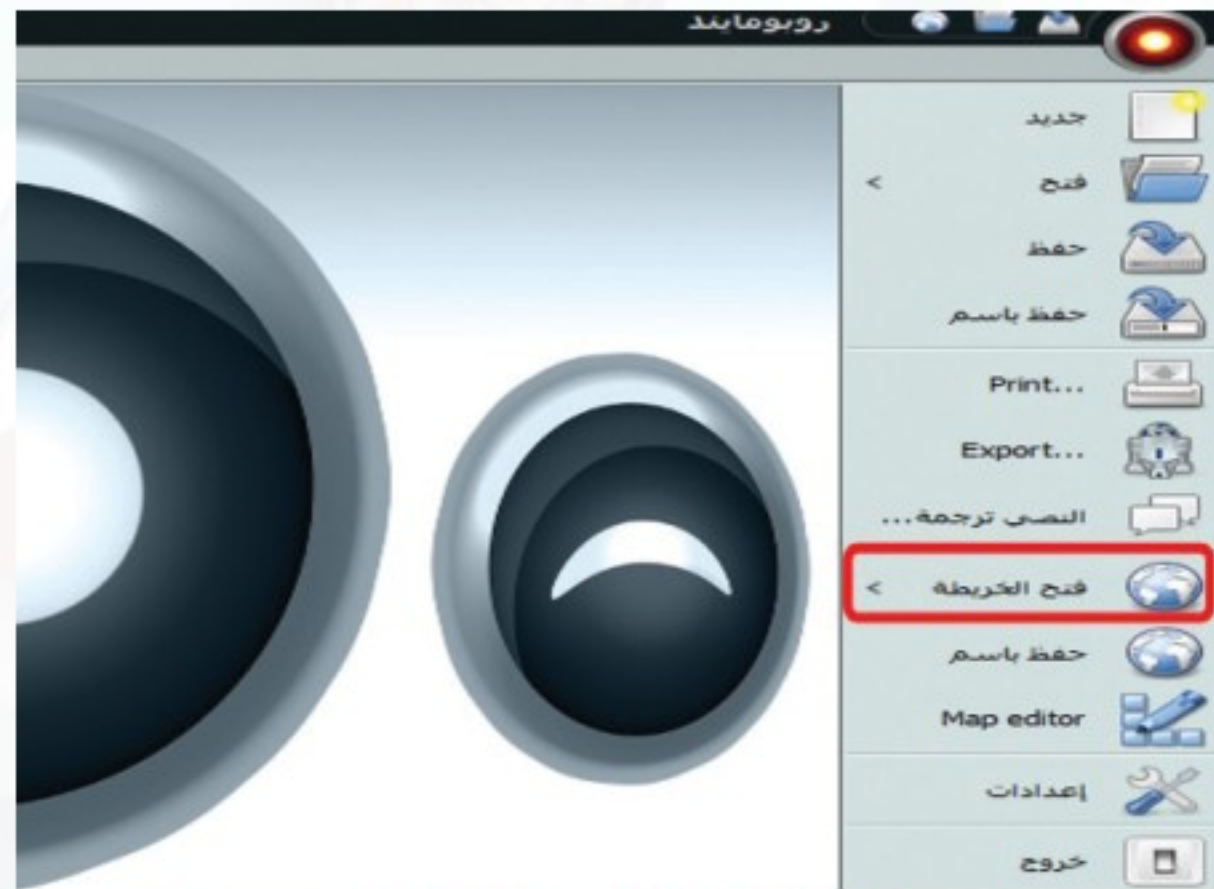 روبومايند
جديد
فتح >
حفظ
حفظ باسم
Print...
Export...
النصي ترجمة...
فتح الخريطة >
حفظ باسم
Map editor
إعدادات
خروج